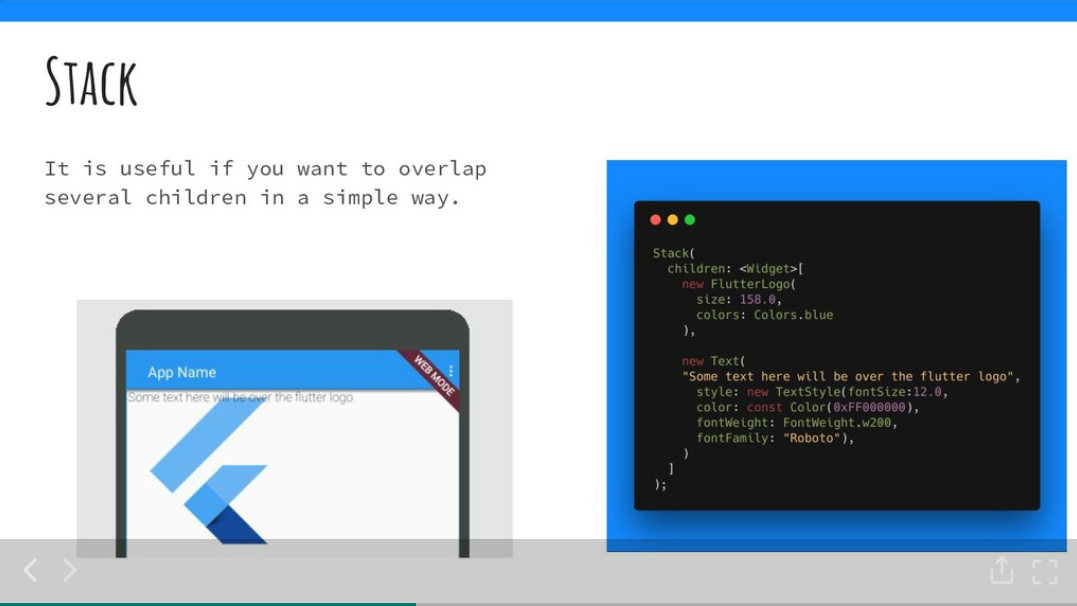 Stack
It is useful if you want to overlap
several children in a simple way.
App Name
WEB MODE
Some text here will be over the flutter logo
Stack(
  children: <Widget>[
    new FlutterLogo(
      size: 158.0,
      colors: Colors.blue
    ),
    new Text(
    "Some text here will be over the flutter logo",
      style: new TextStyle(fontSize:12.0,
      color: const Color(0xFF000000),
      fontWeight: FontWeight.w200,
      fontFamily: "Roboto"),
    )
  ]
);